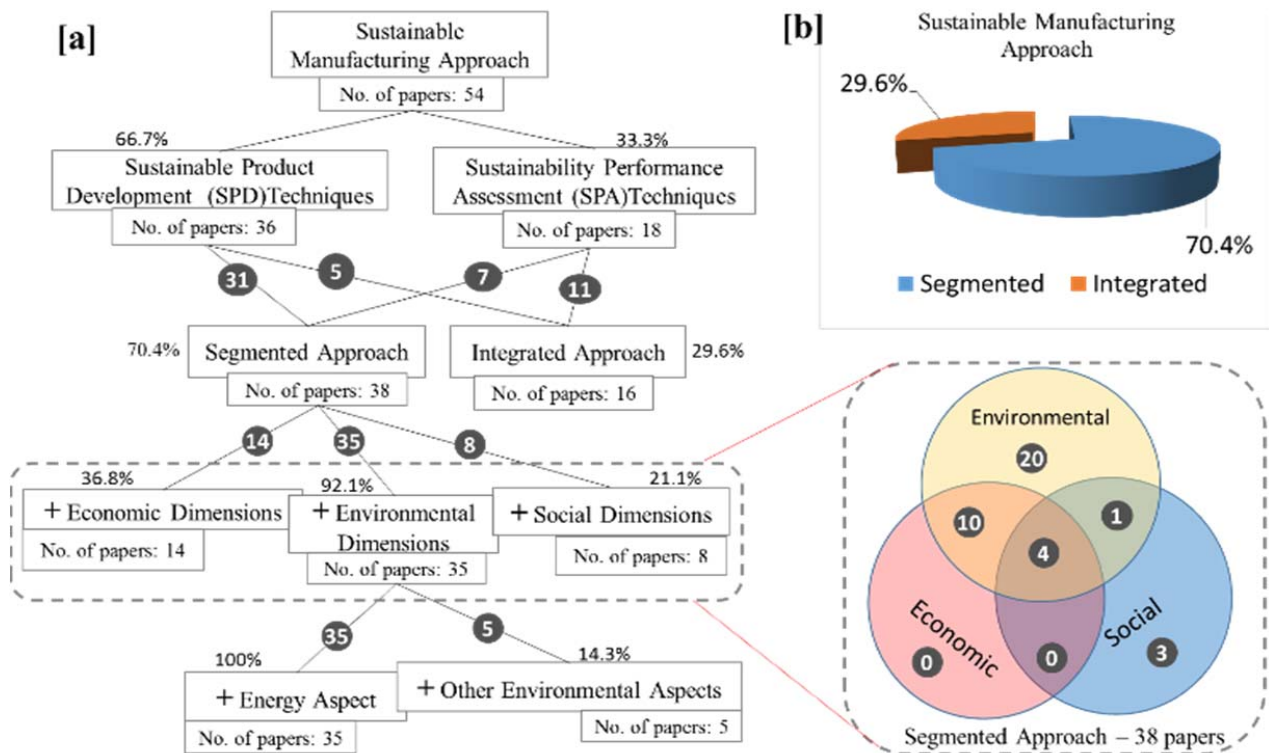 [a]
Sustainable
Manufacturing Approach
No. of papers: 54
66.7%
33.3%
Sustainable Product
Development (SPD)Techniques
No. of papers: 36
Sustainability Performance
Assessment (SPA)Techniques
No. of papers: 18
31
5
7
11
70.4%
Segmented Approach
No. of papers: 38
Integrated Approach
29.6%
No. of papers: 16
14
35
8
36.8%
92.1%
21.1%
+ Economic Dimensions
No. of papers: 14
+ Environmental
Dimensions
No. of papers: 35
+ Social Dimensions
No. of papers: 8
35
5
100%
14.3%
+ Energy Aspect
No. of papers: 35
+ Other Environmental Aspects
No. of papers: 5
[b]
Sustainable Manufacturing
Approach
29.6%
70.4%
Segmented
Integrated
Environmental
20
10
4
1
Economic
Social
0
0
3
Segmented Approach – 38 papers